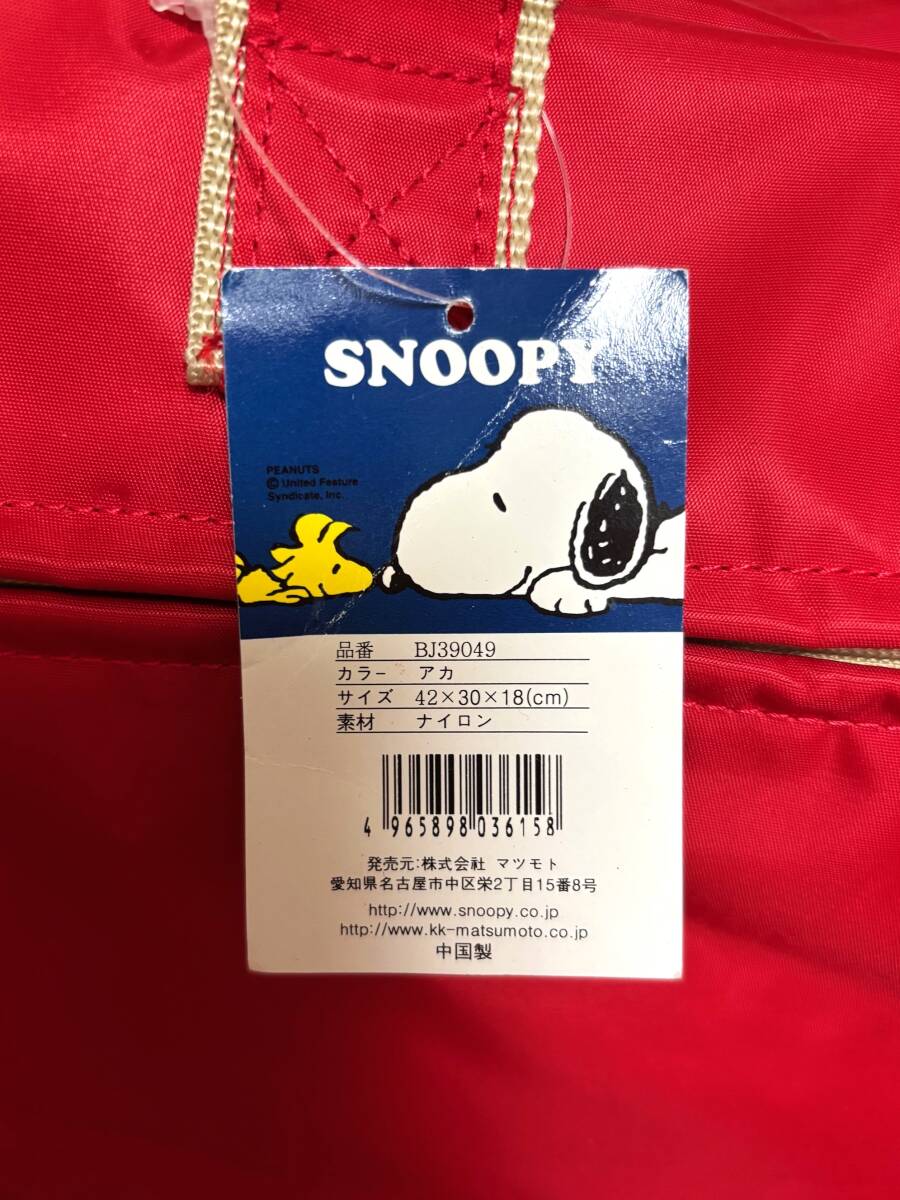 SNOOPY
PEANUTS
© United Feature
Syndicate, Inc.
品番 BJ39049
カラ- アカ
サイズ 42×30×18(cm)
素材 ナイロン
4 965898 036158
発売元:株式会社 マツモト
愛知県名古屋市中区栄2丁目15番8号
http://www.snoopy.co.jp
http://www.kk-matsumoto.co.jp
中国製